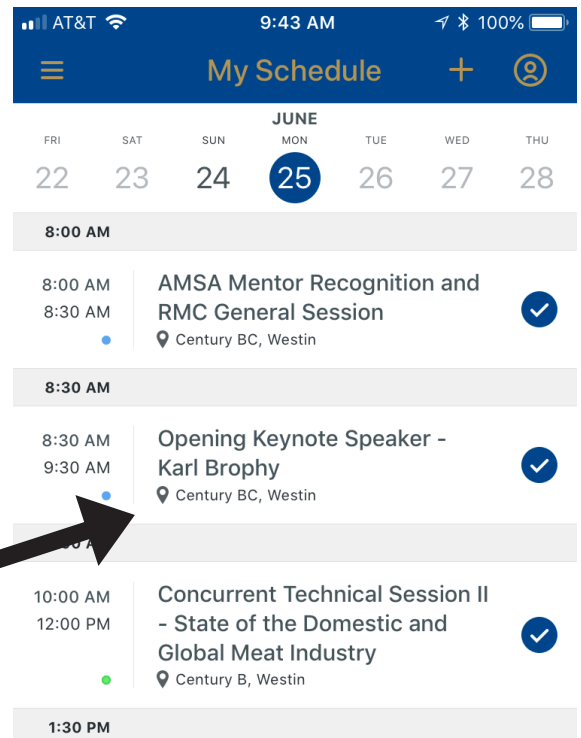 AT&T 9:43 AM 100%
My Schedule
JUNE
FRI SAT SUN MON TUE WED THU
22 23 24 25 26 27 28
8:00 AM
8:00 AM
8:30 AM
AMSA Mentor Recognition and
RMC General Session
Century BC, Westin
8:30 AM
8:30 AM
9:30 AM
Opening Keynote Speaker -
Karl Brophy
Century BC, Westin
10:00 AM
12:00 PM
Concurrent Technical Session II
- State of the Domestic and
Global Meat Industry
Century B, Westin
1:30 PM